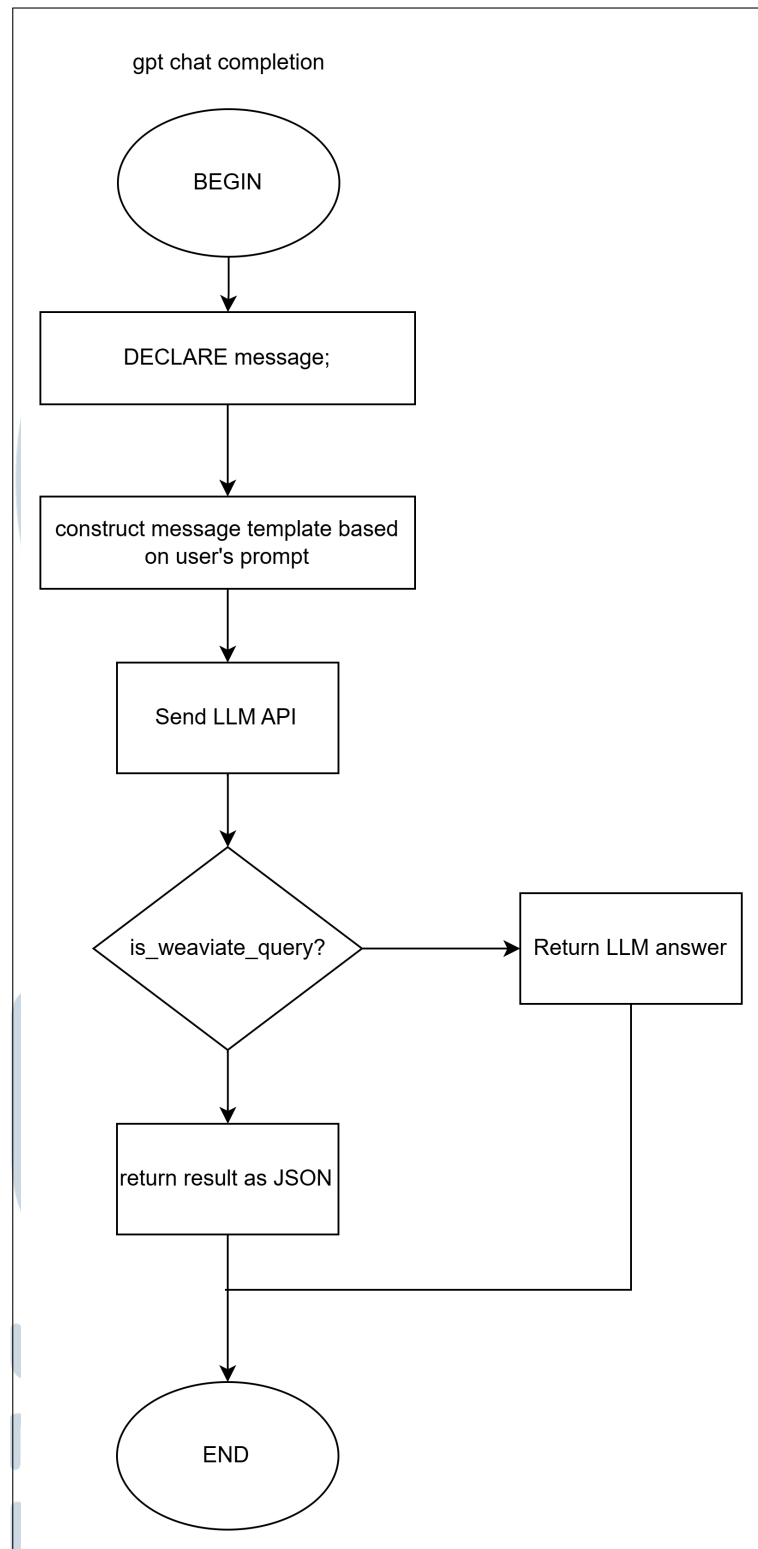 gpt chat completion
BEGIN
DECLARE message;
construct message template based
on user's prompt
Send LLM API
is_weaviate_query?
Return LLM answer
return result as JSON
END